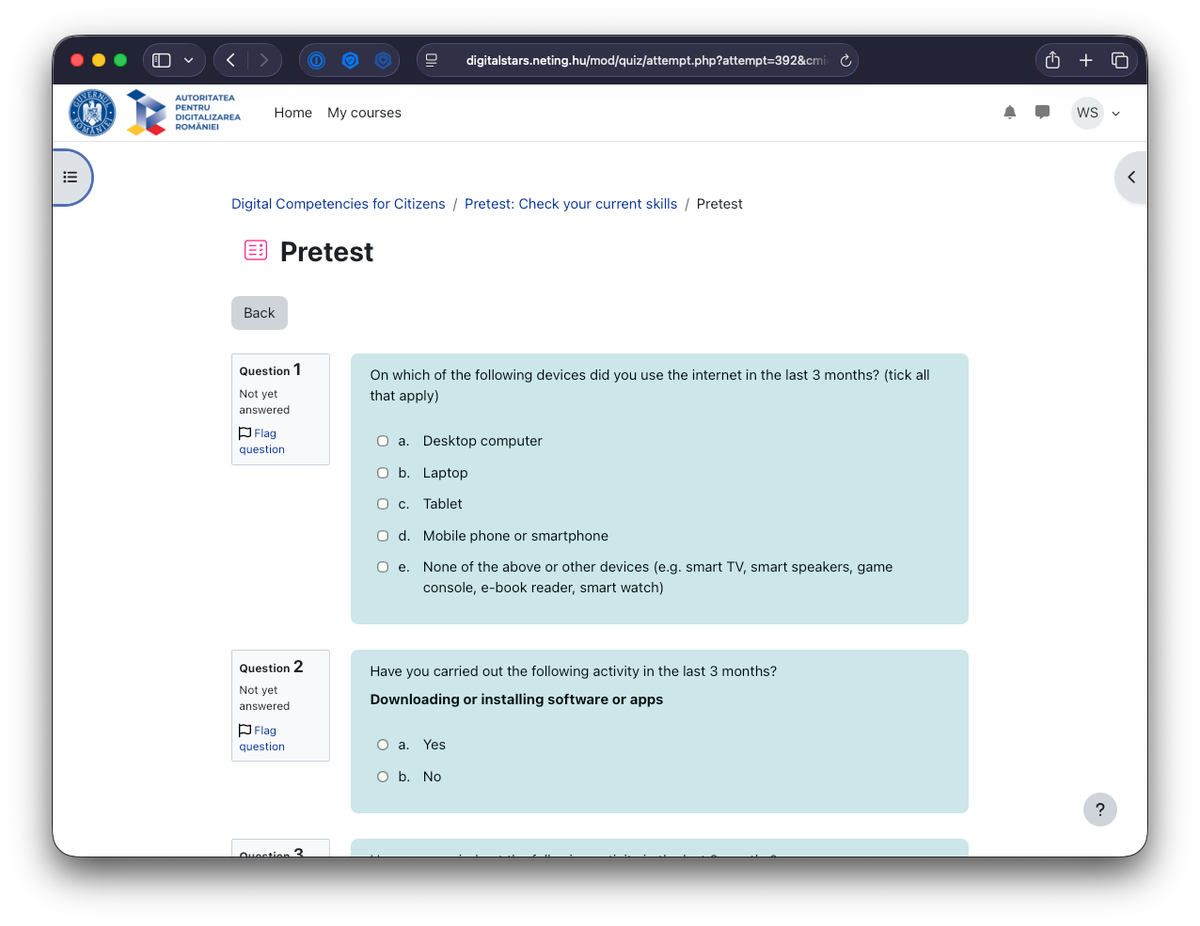 digitalstars.neting.hu/mod/quiz/attempt.php?attempt=392&cmi
GUVERNUL ROMÂNIEI
AUTORITATEA
PENTRU
DIGITALIZAREA
ROMÂNIEI
Home My courses
WS
Digital Competencies for Citizens / Pretest: Check your current skills / Pretest
Pretest
Back
Question 1
Not yet
answered
Flag
question
On which of the following devices did you use the internet in the last 3 months? (tick all
that apply)
a. Desktop computer
b. Laptop
c. Tablet
d. Mobile phone or smartphone
e. None of the above or other devices (e.g. smart TV, smart speakers, game
console, e-book reader, smart watch)
Question 2
Not yet
answered
Flag
question
Have you carried out the following activity in the last 3 months?
Downloading or installing software or apps
a. Yes
b. No
?
Question 3